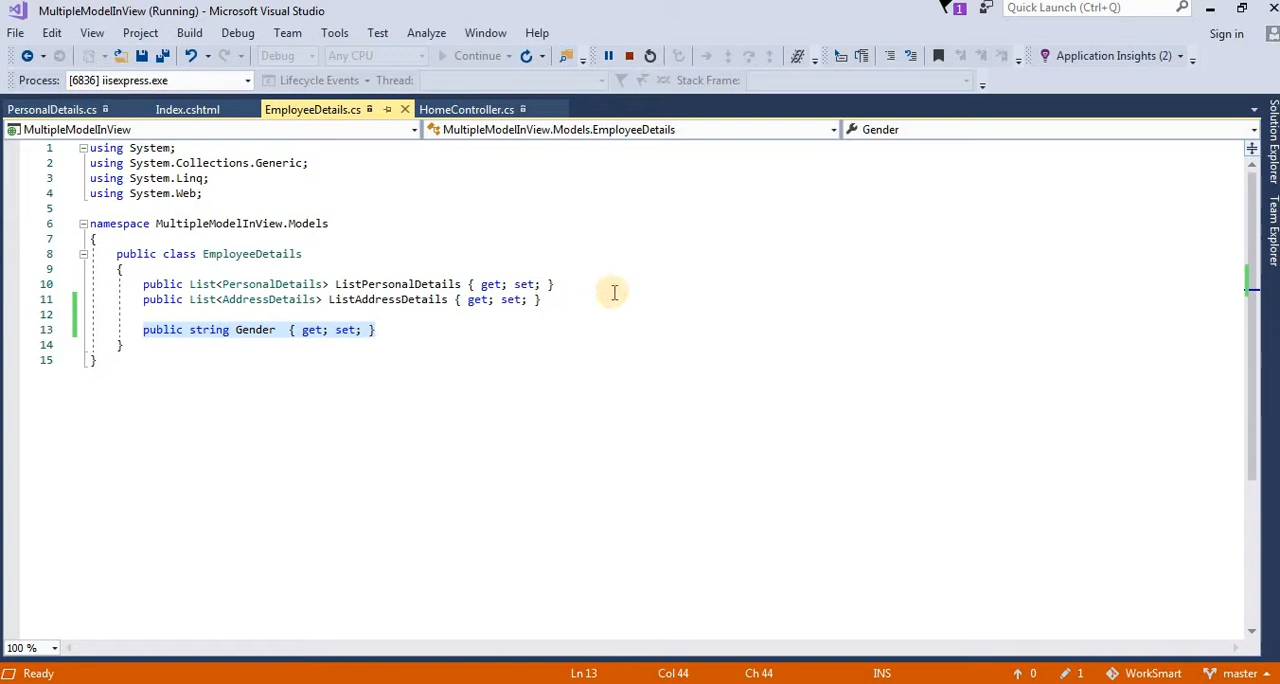 MultipleModelInView (Running) - Microsoft Visual Studio
1
Quick Launch (Ctrl+Q)
File Edit View Project Build Debug Team Tools Test Analyze Window Help
Sign in
Debug Any CPU Continue Application Insights (2)
Process: [6836] iisexpress.exe Lifecycle Events Thread: Stack Frame:
PersonalDetails.cs Index.cshtml EmployeeDetails.cs HomeController.cs
MultipleModelInView MultipleModelInView.Models.EmployeeDetails Gender
1 using System;
2 using System.Collections.Generic;
3 using System.Linq;
4 using System.Web;
5
6 namespace MultipleModelInView.Models
7 {
8 public class EmployeeDetails
9 {
10 public List<PersonalDetails> ListPersonalDetails { get; set; }
11 public List<AddressDetails> ListAddressDetails { get; set; }
12
13 public string Gender  { get; set; }
14 }
15 }
Solution Explorer
Team Explorer
100 %
Ready Ln 13 Col 44 Ch 44 INS 0 1 WorkSmart master